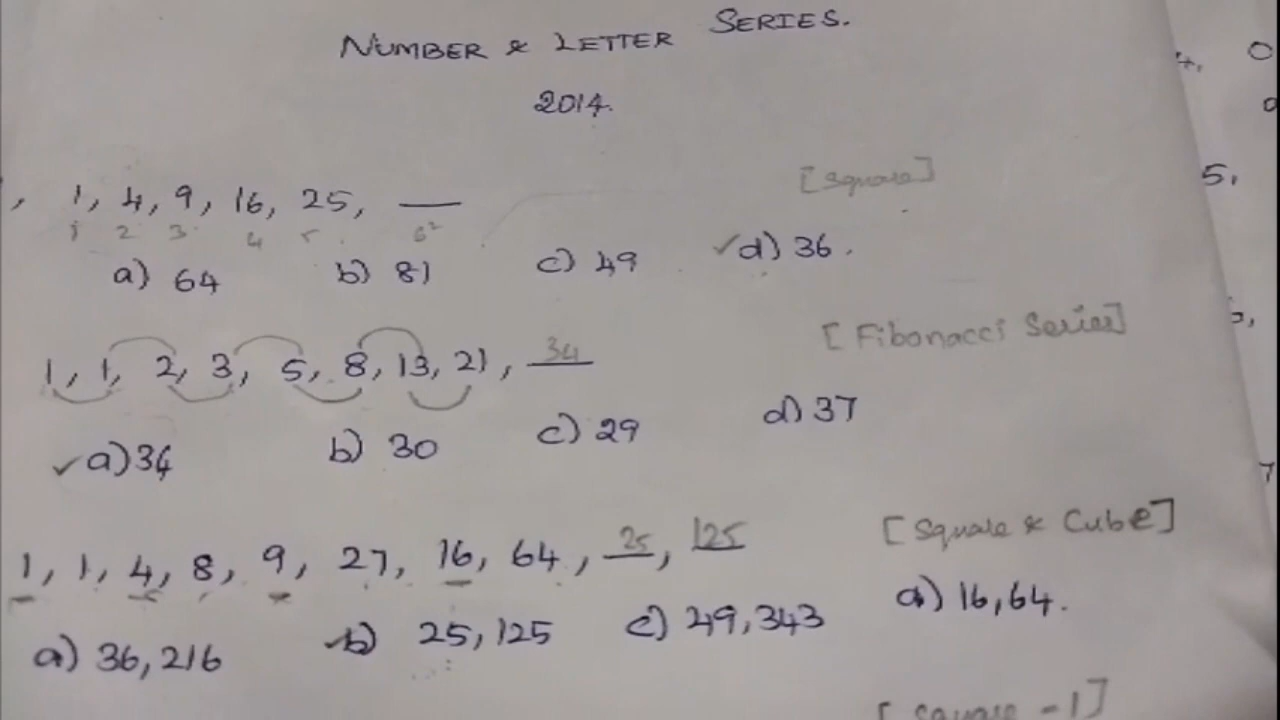 NUMBER & LETTER SERIES.
2014.
, 1, 4, 9, 16, 25, ___ [Square]
1 2 3 4 5 6²
a) 64 b) 81 c) 49 ✓d) 36.
1, 1, 2, 3, 5, 8, 13, 21, 34 [Fibonacci Series]
✓a) 34 b) 30 c) 29 d) 37
1, 1, 4, 8, 9, 27, 16, 64, 25, 125 [Square & Cube]
a) 36, 216 ✓b) 25, 125 c) 49, 343 d) 16, 64.
[Square -1]
5,
7